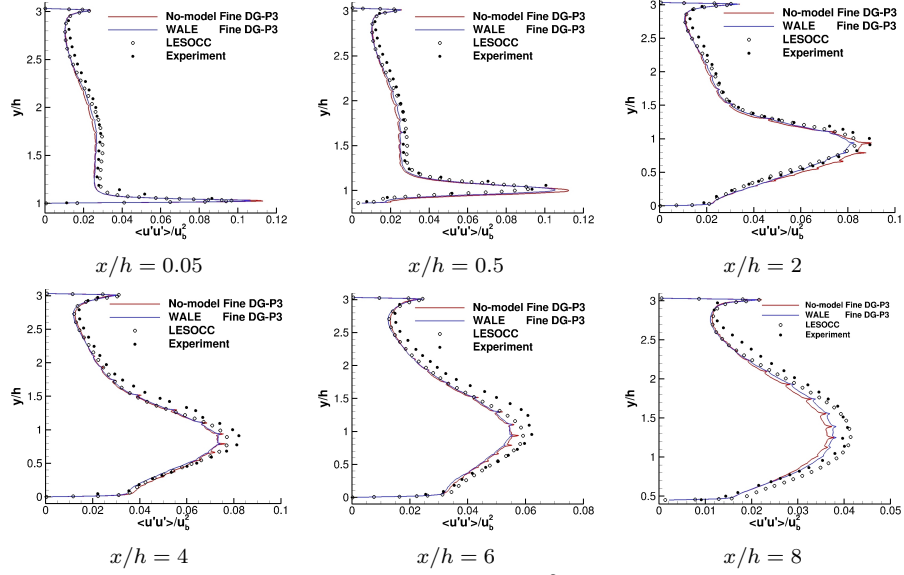 No-model Fine DG-P3
WALE Fine DG-P3
LESOCC
Experiment
y/h
3
2.5
2
1.5
1
0 0.02 0.04 0.06 0.08 0.1 0.12
<u'u'>/u_b^2
x/h = 0.05
No-model Fine DG-P3
WALE Fine DG-P3
LESOCC
Experiment
y/h
3
2.5
2
1.5
1
0 0.02 0.04 0.06 0.08 0.1 0.12
<u'u'>/u_b^2
x/h = 0.5
No-model Fine DG-P3
WALE Fine DG-P3
LESOCC
Experiment
y/h
3
2.5
2
1.5
1
0.5
0
0 0.02 0.04 0.06 0.08 0.1
<u'u'>/u_b^2
x/h = 2
No-model Fine DG-P3
WALE Fine DG-P3
LESOCC
Experiment
y/h
3
2.5
2
1.5
1
0.5
0
0 0.02 0.04 0.06 0.08 0.1
<u'u'>/u_b^2
x/h = 4
No-model Fine DG-P3
WALE Fine DG-P3
LESOCC
Experiment
y/h
3
2.5
2
1.5
1
0.5
0
0 0.02 0.04 0.06 0.08
<u'u'>/u_b^2
x/h = 6
No-model Fine DG-P3
WALE Fine DG-P3
LESOCC
Experiment
y/h
3
2.5
2
1.5
1
0.5
0 0.01 0.02 0.03 0.04 0.05
<u'u'>/u_b^2
x/h = 8